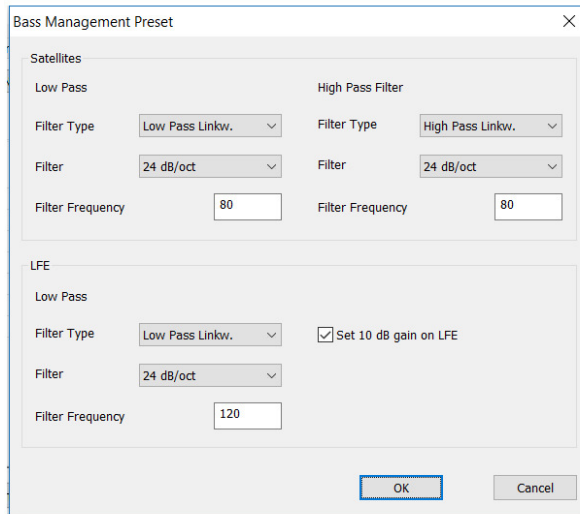 Bass Management Preset
Satellites
Low Pass
High Pass Filter
Filter Type
Low Pass Linkw.
Filter Type
High Pass Linkw.
Filter
24 dB/oct
Filter
24 dB/oct
Filter Frequency
80
Filter Frequency
80
LFE
Low Pass
Filter Type
Low Pass Linkw.
Set 10 dB gain on LFE
Filter
24 dB/oct
Filter Frequency
120
OK
Cancel